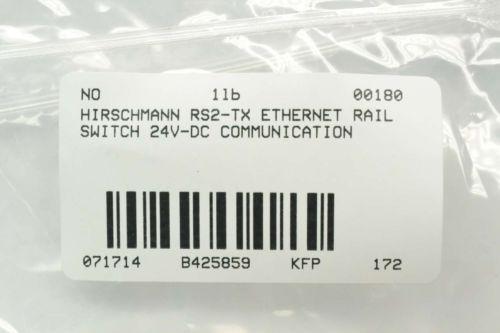 NO 1lb 00180
HIRSCHMANN RS2-TX ETHERNET RAIL
SWITCH 24V-DC COMMUNICATION
071714 B425859 KFP 172